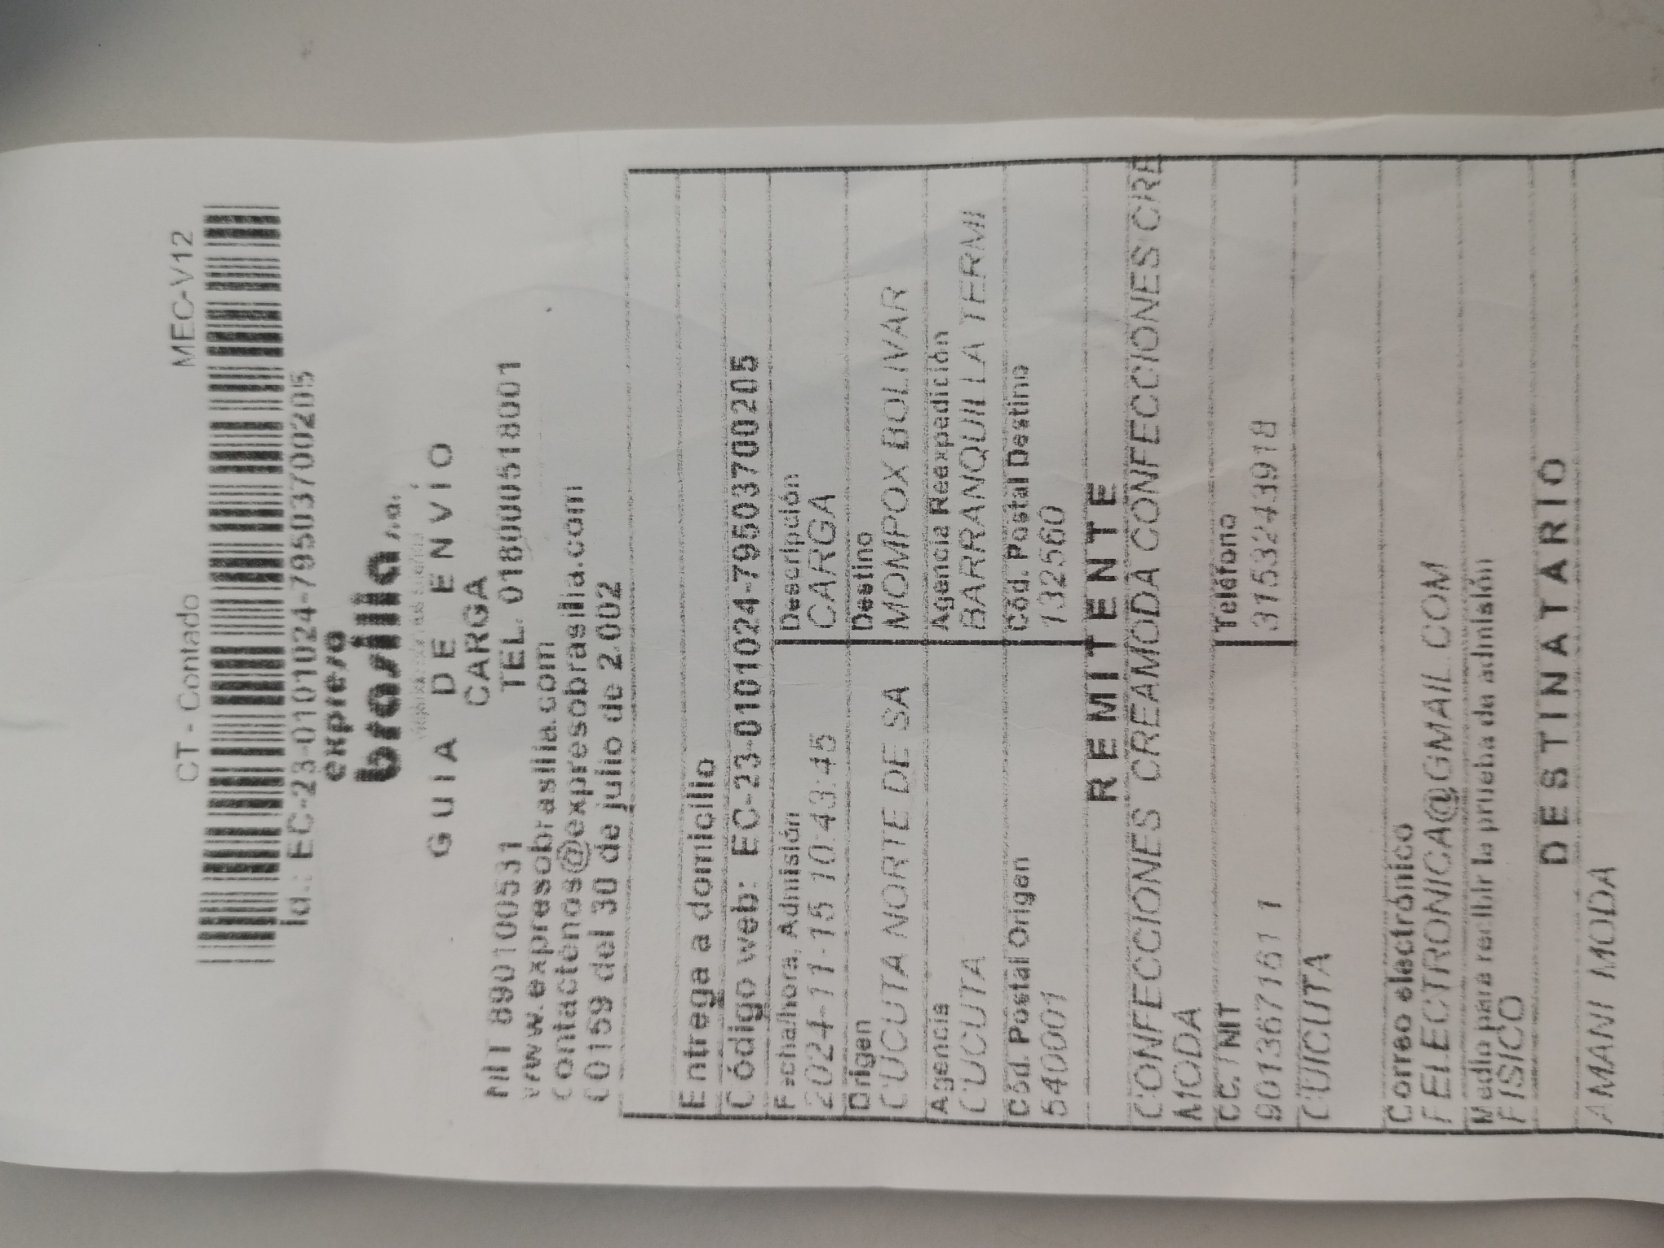 CT - Contado MEC-V12
Id.: EC-23-0101024-79503700205
expreso
brasilia s.a.
GUIA DE ENVÍO
CARGA
NIT 890100531 TEL. 018000518001
www.expresobrasilia.com
contactenos@expresobrasilia.com
(0159 del 30 de julio de 2.002
Entrega a domicilio
Código web: EC-23-0101024-79503700205
Fecha/hora, Admisión Descripción
2024-11-15 10:43:45 CARGA
Origen Destino
CUCUTA NORTE DE SA MOMPOX BOLIVAR
Agencia Agencia Reexpedición
CUCUTA BARRANQUILLA TERMI
Cód. Postal Origen Cód. Postal Destino
540001 132560
REMITENTE
CONFECCIONES CREAMODA CONFECCIONES CRE
MODA
CC./NIT Teléfono
901367161 1 3153243918
CUICUTA
Correo electrónico
FELECTRONICA@GMAIL.COM
Medio para recibir la prueba de admisión
FISICO
DESTINATARIO
AMANI MODA